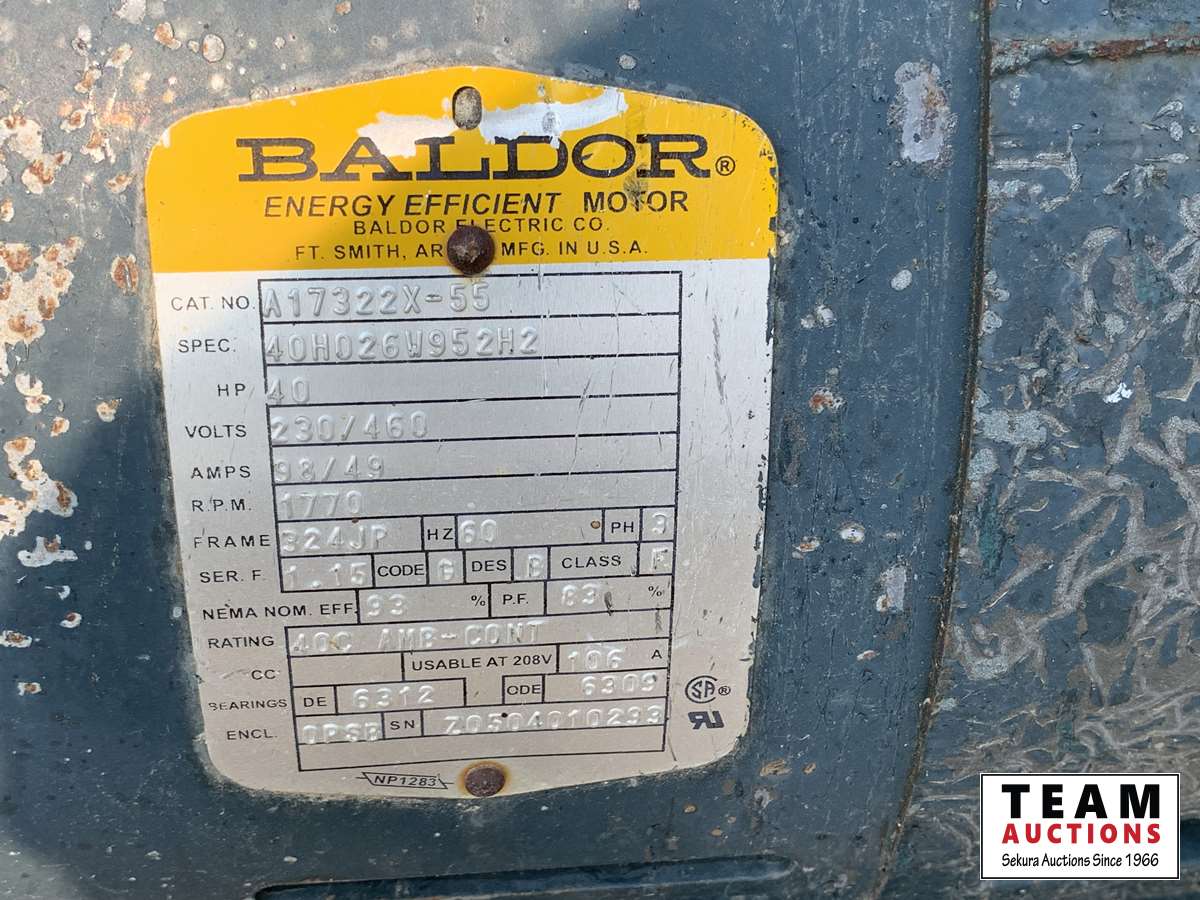 BALDOR®
ENERGY EFFICIENT MOTOR
BALDOR ELECTRIC CO.
FT. SMITH, AR MFG. IN U.S.A.
CAT. NO. A17322X-55
SPEC. 40H026W952H2
HP 40
VOLTS 230/460
AMPS 98/49
R.P.M. 1770
FRAME 324JP HZ 60 PH 3
SER. F. 1.15 CODE G DES B CLASS F
NEMA NOM. EFF. 93 % P.F. 83 %
RATING 40C AMB-CONT
CC USABLE AT 208V 106 A
BEARINGS DE 6312 ODE 6309
ENCL. OPSB SN Z0504010293
NP1283
TEAM
AUCTIONS
Sekura Auctions Since 1966